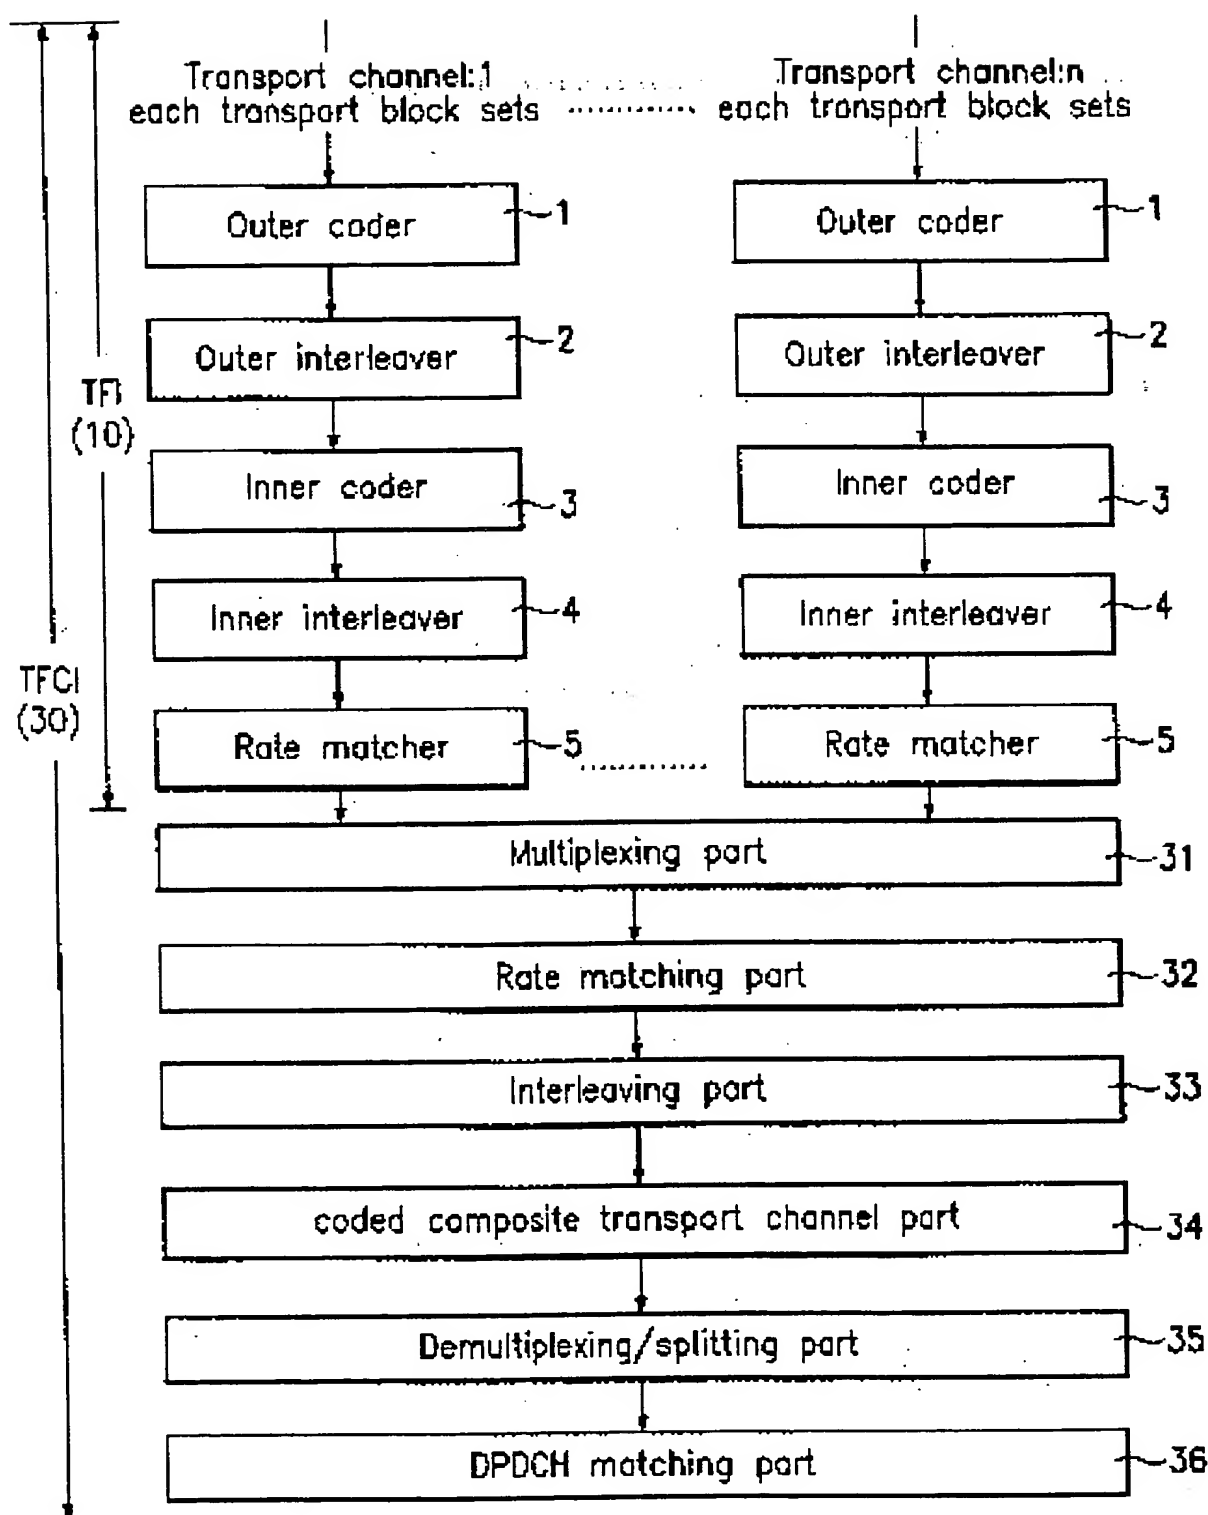 Transport channel:1
each transport block sets
Transport channel:n
each transport block sets
Outer coder
1
Outer coder
1
Outer interleaver
2
Outer interleaver
2
TFI
(10)
Inner coder
3
Inner coder
3
Inner interleaver
4
Inner interleaver
4
TFCI
(30)
Rate matcher
5
Rate matcher
5
Multiplexing part
31
Rate matching part
32
Interleaving part
33
coded composite transport channel part
34
Demultiplexing/splitting part
35
DPDCH matching part
36